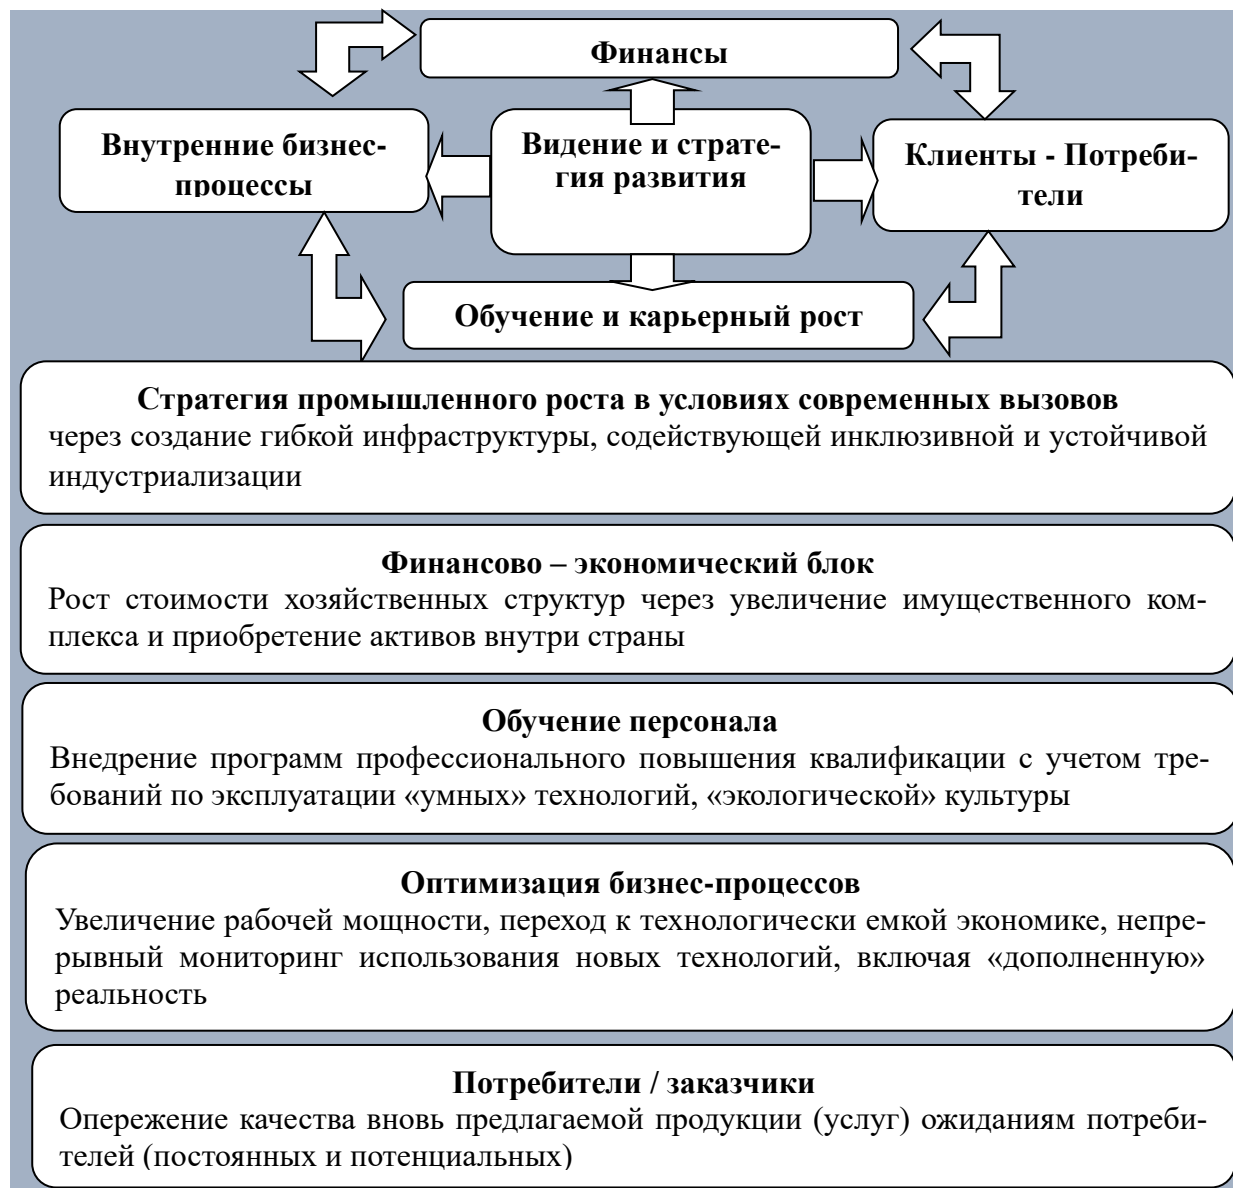 Финансы
Внутренние бизнес-
процессы
Видение и страте-
гия развития
Клиенты - Потреби-
тели
Обучение и карьерный рост
Стратегия промышленного роста в условиях современных вызовов
через создание гибкой инфраструктуры, содействующей инклюзивной и устойчивой
индустриализации
Финансово – экономический блок
Рост стоимости хозяйственных структур через увеличение имущественного ком-
плекса и приобретение активов внутри страны
Обучение персонала
Внедрение программ профессионального повышения квалификации с учетом тре-
бований по эксплуатации «умных» технологий, «экологической» культуры
Оптимизация бизнес-процессов
Увеличение рабочей мощности, переход к технологически емкой экономике, непре-
рывный мониторинг использования новых технологий, включая «дополненную»
реальность
Потребители / заказчики
Опережение качества вновь предлагаемой продукции (услуг) ожиданиям потреби-
телей (постоянных и потенциальных)